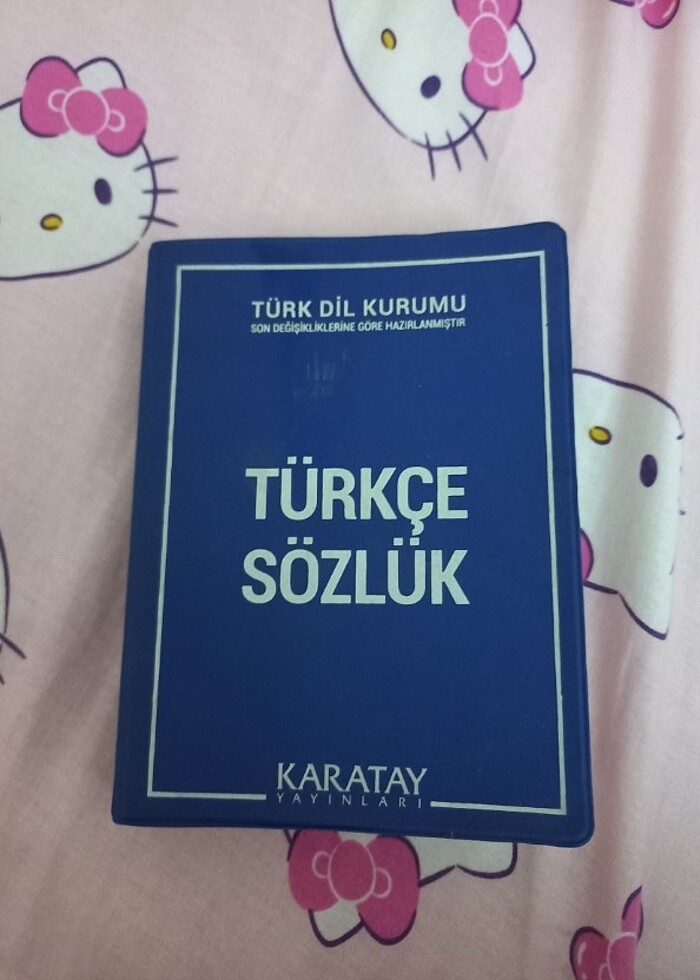 TÜRK DİL KURUMU
SON DEĞİŞİKLİKLERİNE GÖRE HAZIRLANMIŞTIR
TÜRKÇE
SÖZLÜK
KARATAY
YAYINLARI